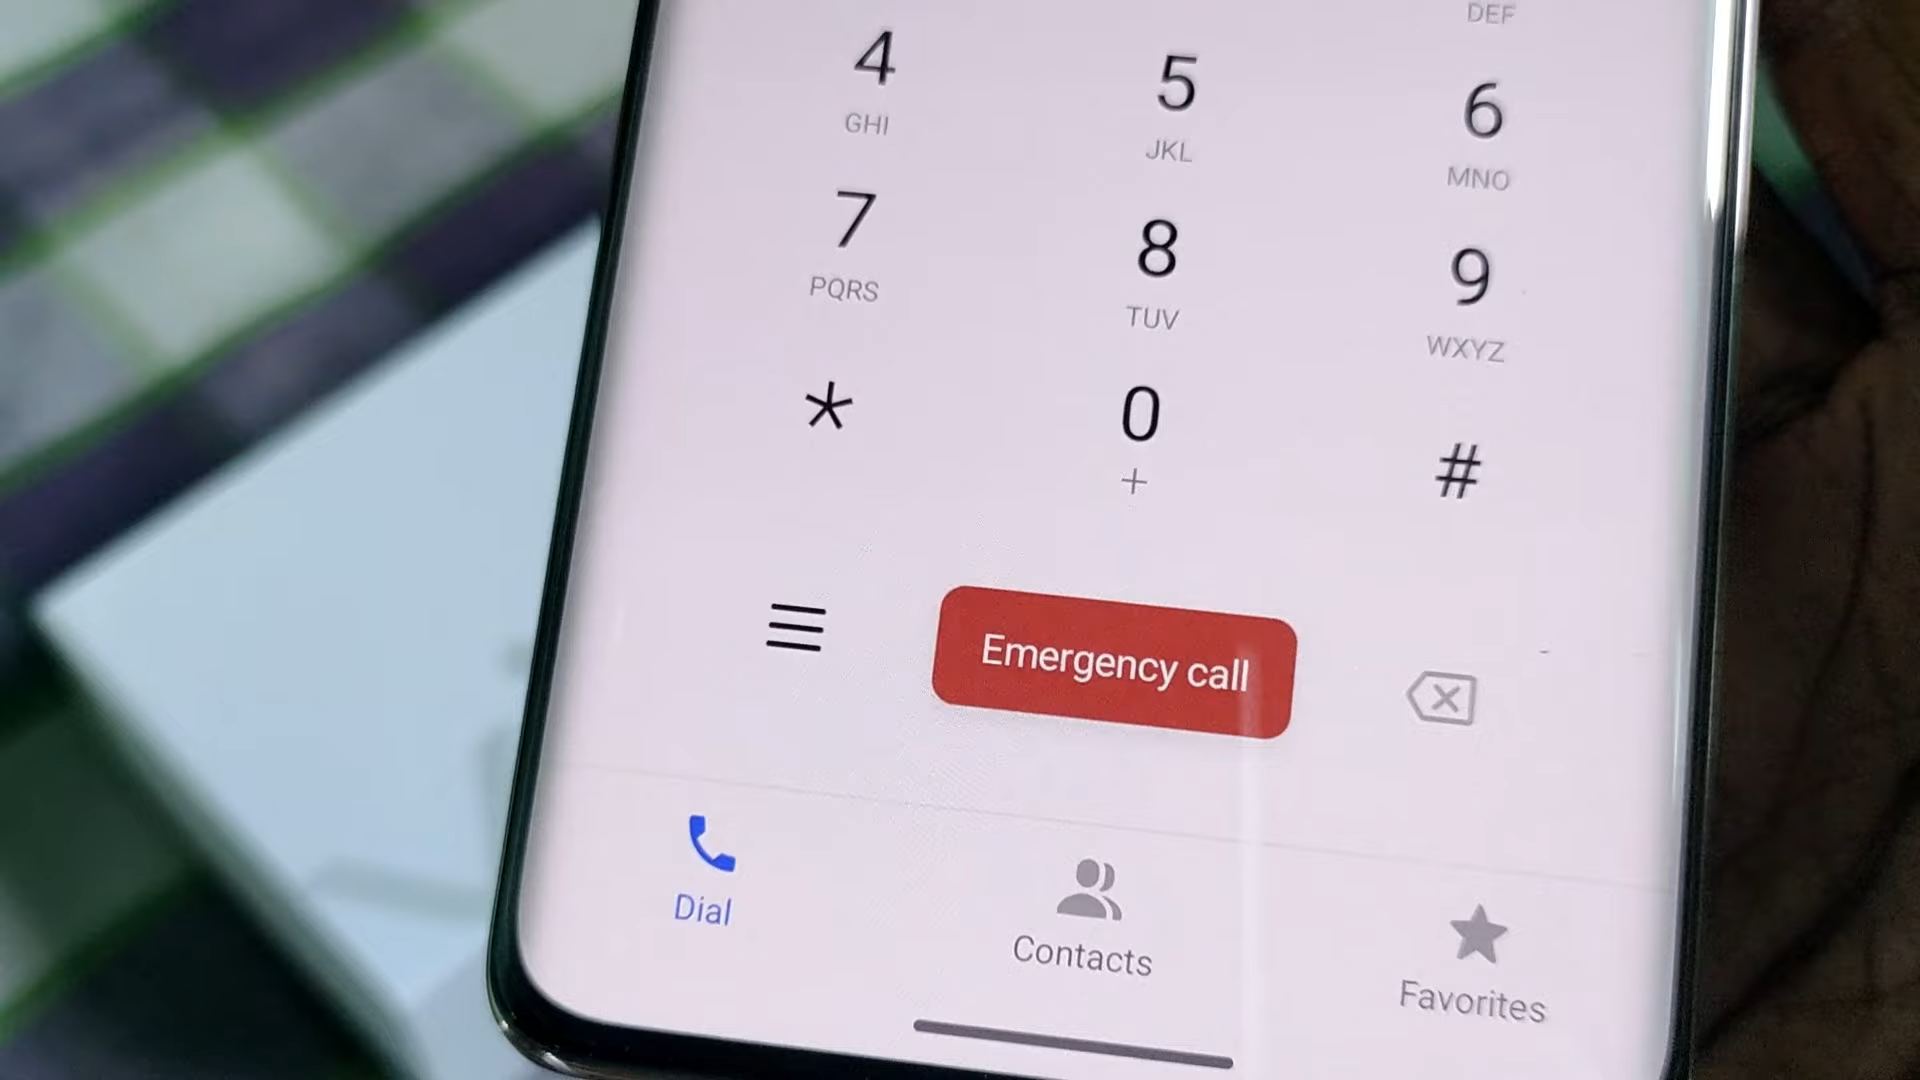 DEF
4 5 6
GHI JKL MNO
7 8 9
PQRS TUV WXYZ
* 0 #
+
Emergency call
Dial Contacts Favorites